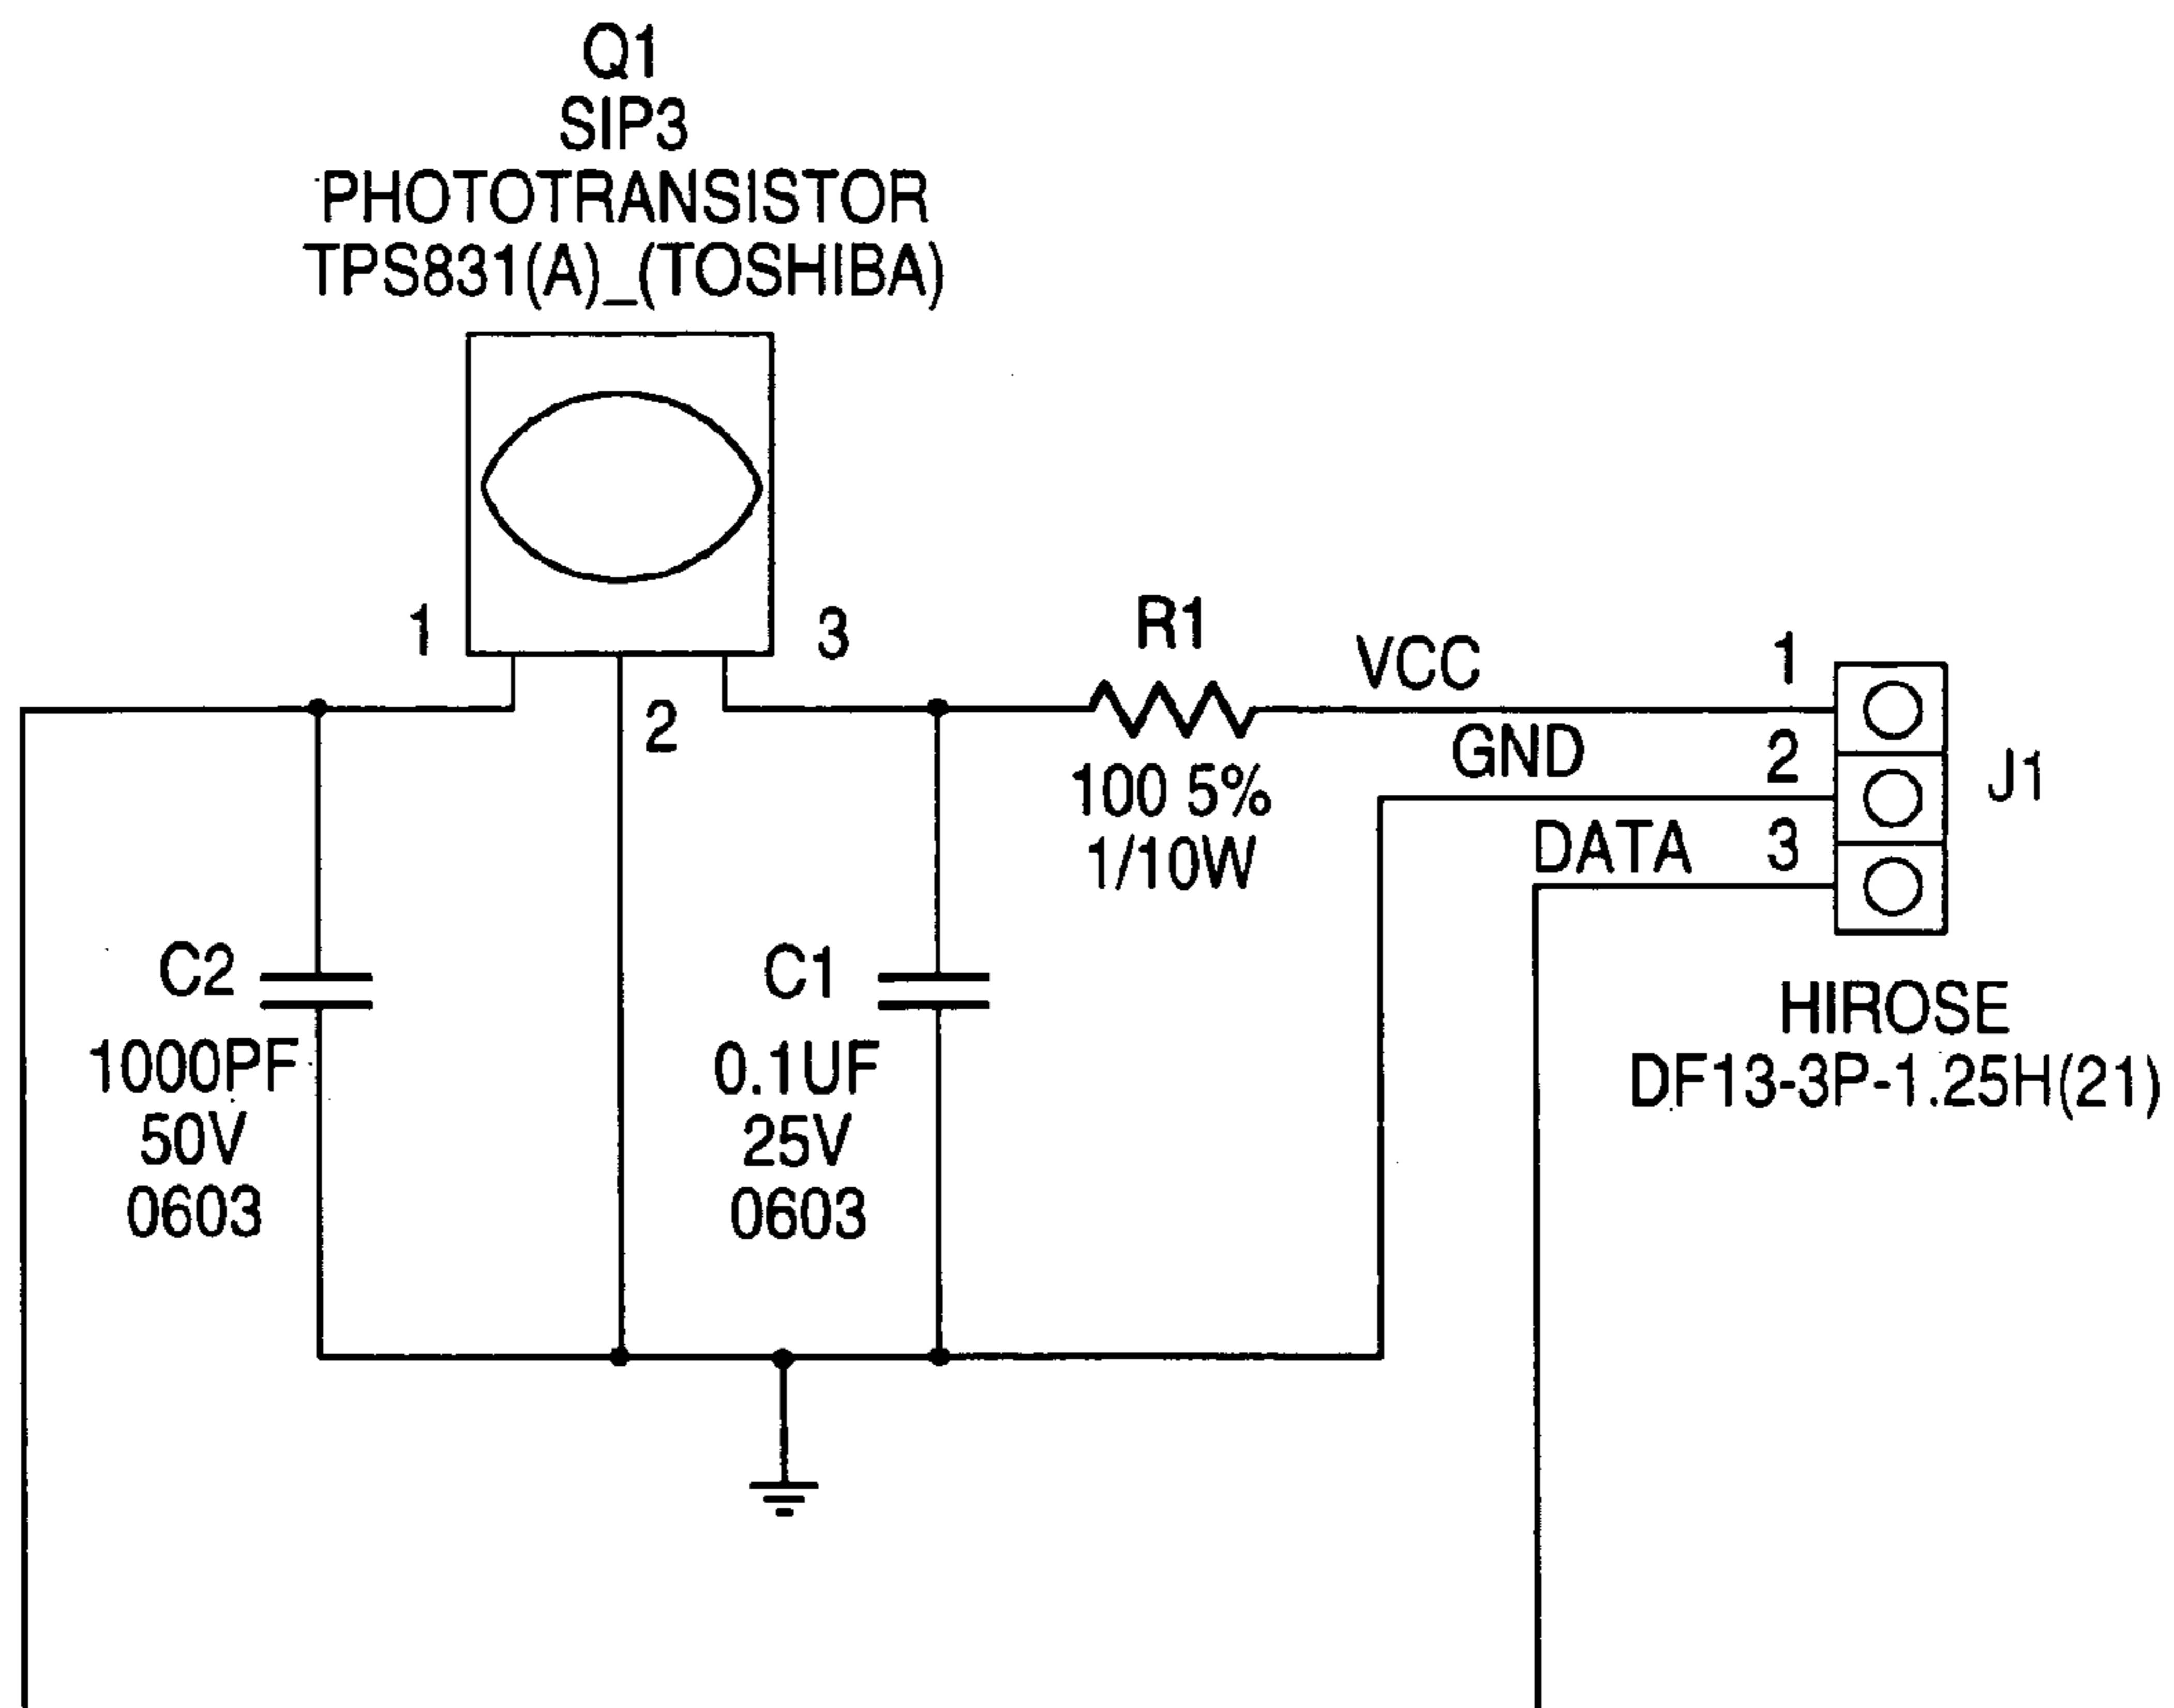 Q1
SIP3
PHOTOTRANSISTOR
TPS831(A)_(TOSHIBA)
1
2
3
R1
100 5%
1/10W
VCC
1
GND
2
DATA
3
J1
HIROSE
DF13-3P-1.25H(21)
C2
1000PF
50V
0603
C1
0.1UF
25V
0603